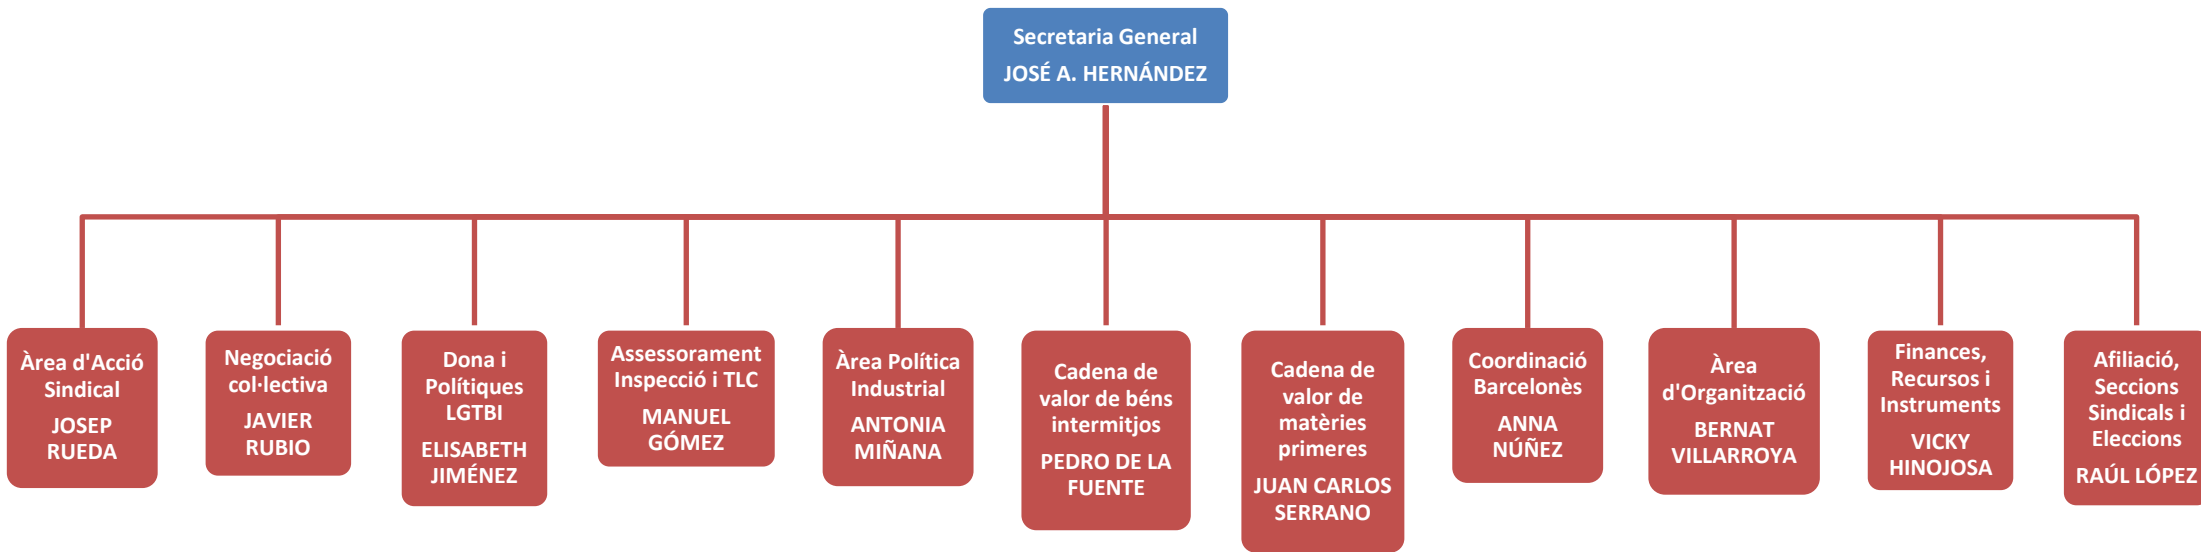 Secretaria General
JOSÉ A. HERNÁNDEZ
Àrea d'Acció
Sindical
JOSEP
RUEDA
Negociació
col·lectiva
JAVIER
RUBIO
Dona i
Polítiques
LGTBI
ELISABETH
JIMÉNEZ
Assessorament
Inspecció i TLC
MANUEL
GÓMEZ
Àrea Política
Industrial
ANTONIA
MIÑANA
Cadena de
valor de béns
intermitjos
PEDRO DE LA
FUENTE
Cadena de
valor de
matèries
primeres
JUAN CARLOS
SERRANO
Coordinació
Barcelonès
ANNA
NÚÑEZ
Àrea
d'Organització
BERNAT
VILLARROYA
Finances,
Recursos i
Instruments
VICKY
HINOJOSA
Afiliació,
Seccions
Sindicals i
Eleccions
RAÚL LÓPEZ